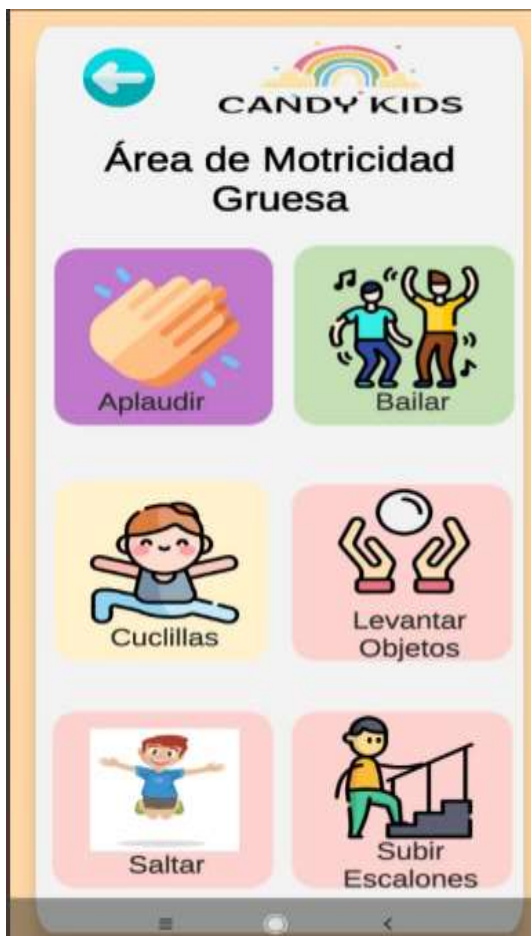 CANDY KIDS
Área de Motricidad
Gruesa
Aplaudir
Bailar
Cuclillas
Levantar
Objetos
Saltar
Subir
Escalones